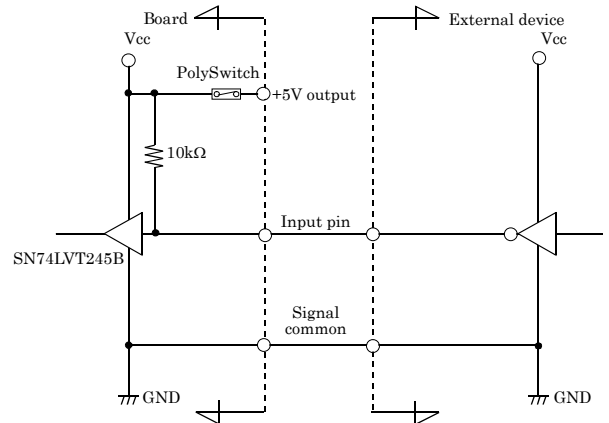 Board
External device
Vcc
Vcc
PolySwitch
+5V output
10kΩ
Input pin
SN74LVT245B
Signal
common
GND
GND